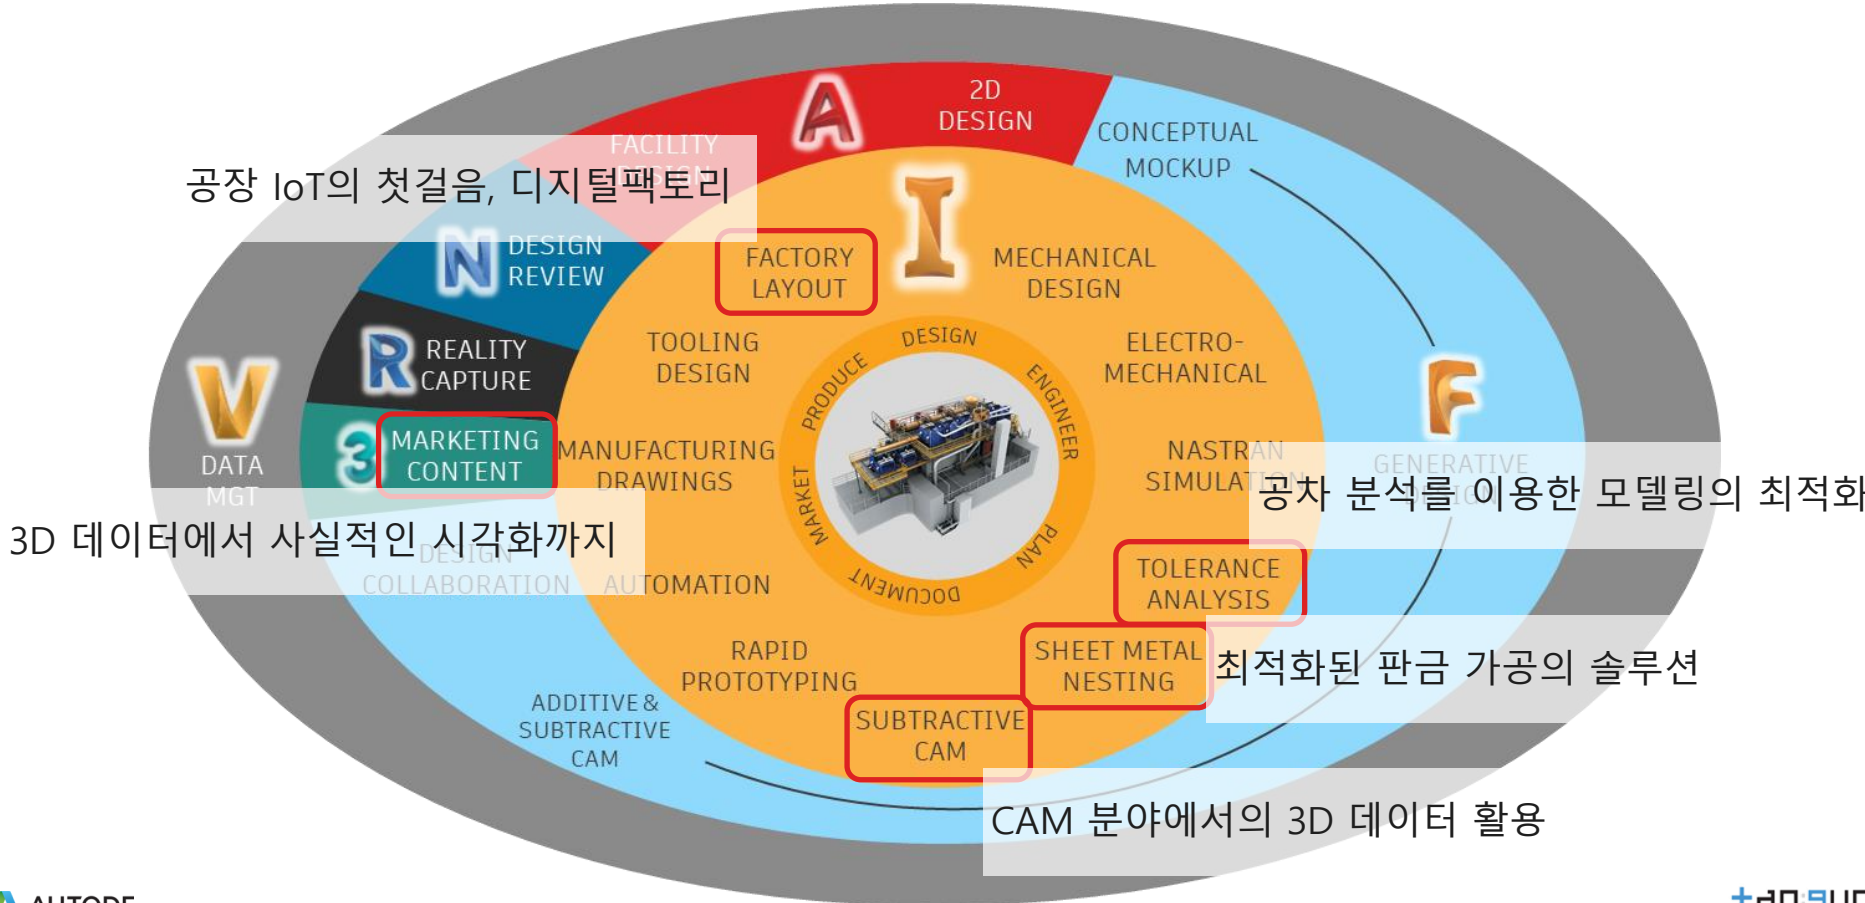 2D
DESIGN
FACILITY
DESIGN
A
CONCEPTUAL
MOCKUP
공장 IoT의 첫걸음, 디지털팩토리
I
N
DESIGN
REVIEW
FACTORY
LAYOUT
MECHANICAL
DESIGN
R
REALITY
CAPTURE
TOOLING
DESIGN
ELECTRO-
MECHANICAL
DESIGN
ENGINEER
PLAN
DOCUMENT
MARKET
PRODUCE
V
DATA
MGT
3
MARKETING
CONTENT
MANUFACTURING
DRAWINGS
NASTRAN
SIMULATION
F
GENERATIVE
DESIGN
공차 분석를 이용한 모델링의 최적화
3D 데이터에서 사실적인 시각화까지
DESIGN
COLLABORATION
AUTOMATION
TOLERANCE
ANALYSIS
RAPID
PROTOTYPING
SHEET METAL
NESTING
최적화된 판금 가공의 솔루션
ADDITIVE &
SUBTRACTIVE
CAM
SUBTRACTIVE
CAM
CAM 분야에서의 3D 데이터 활용